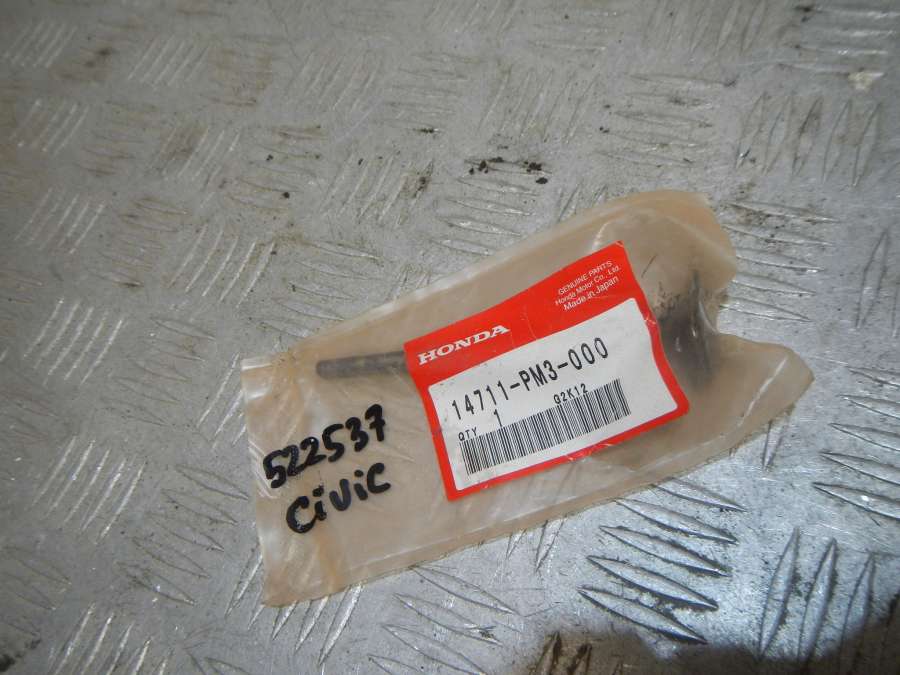 GENUINE PARTS
Honda Motor Co., Ltd.
Made in Japan
HONDA
14711-PM3-000
QTY 1 G2K12
522537
CiViC